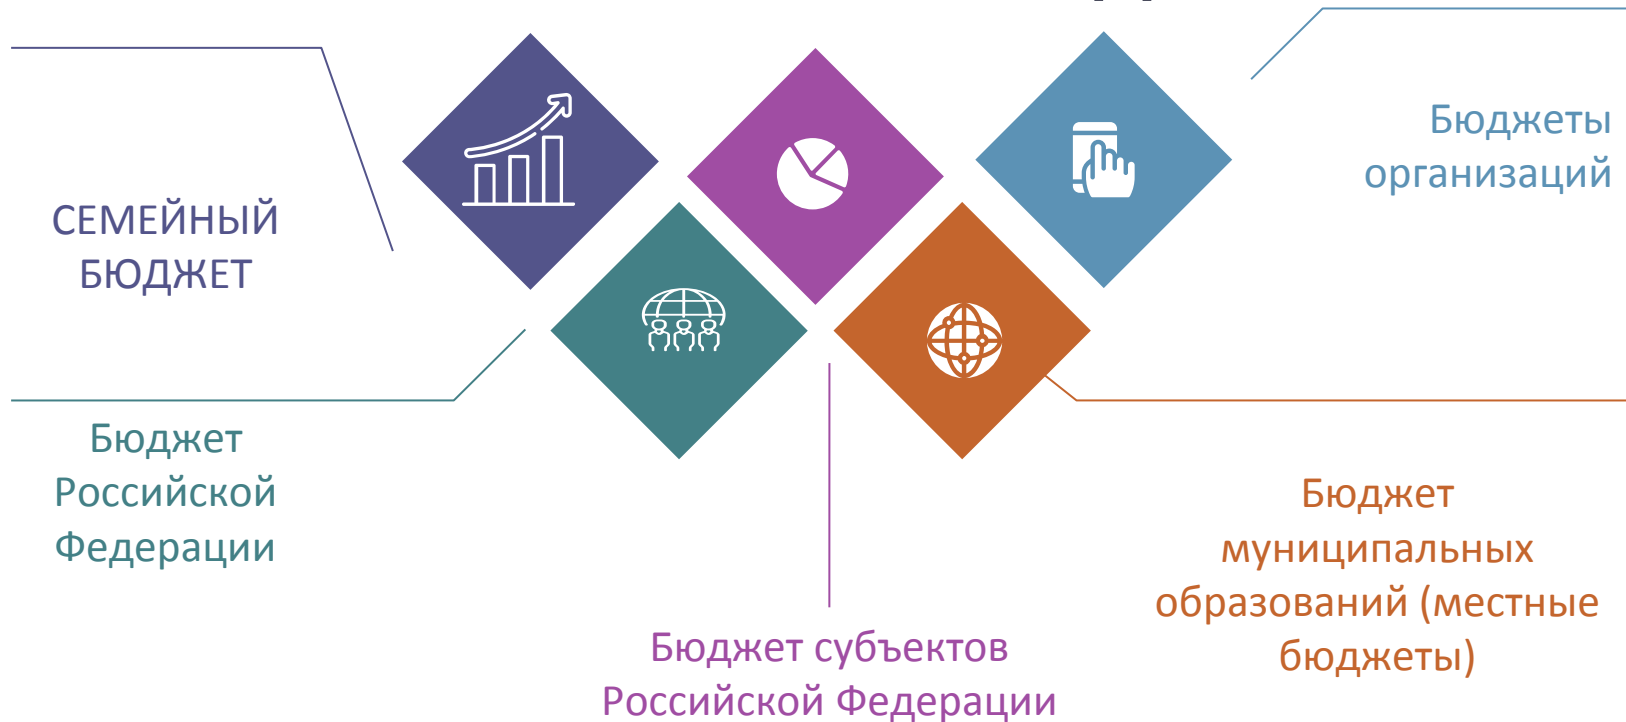 СЕМЕЙНЫЙ
БЮДЖЕТ
Бюджеты
организаций
Бюджет
Российской
Федерации
Бюджет
муниципальных
образований (местные
бюджеты)
Бюджет субъектов
Российской Федерации